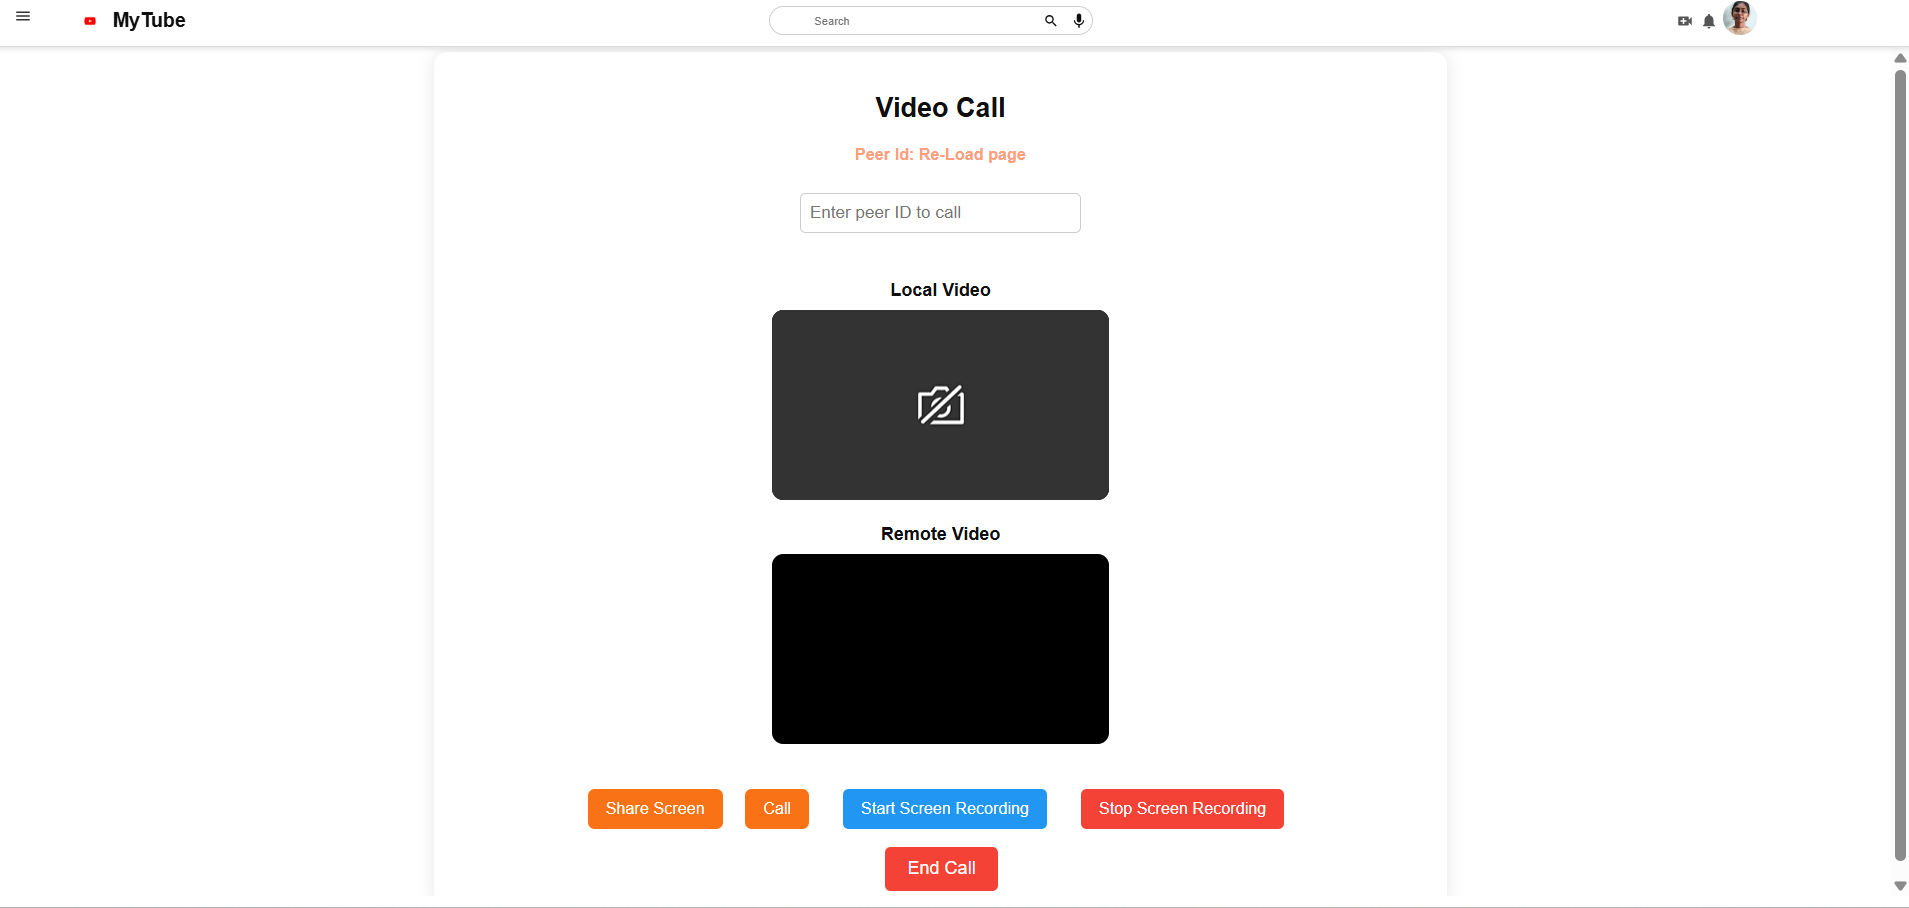 MyTube
Search
Video Call
Peer Id: Re-Load page
Enter peer ID to call
Local Video
Remote Video
Share Screen
Call
Start Screen Recording
Stop Screen Recording
End Call